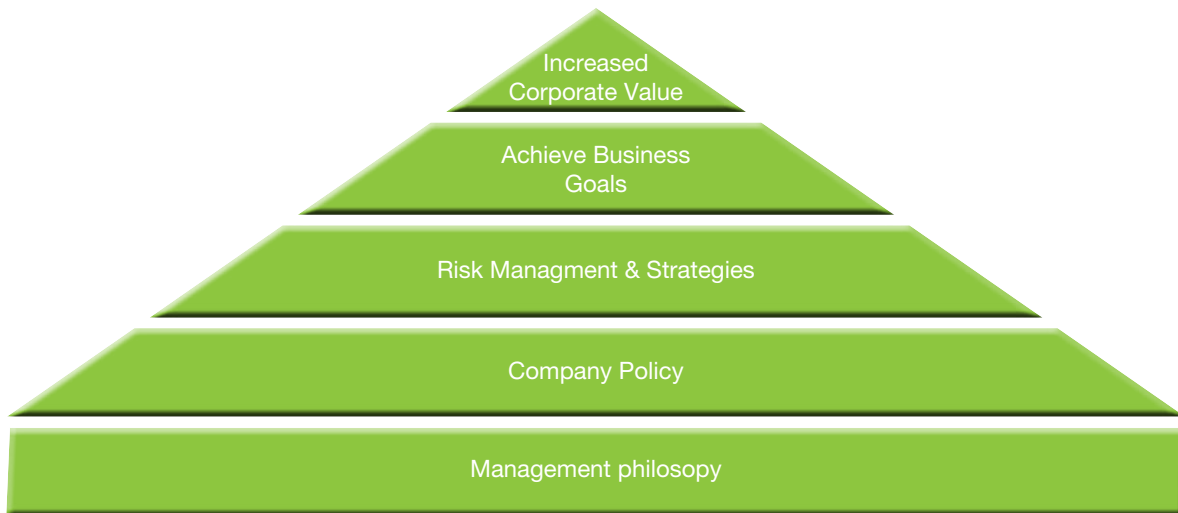 Increased
Corporate Value
Achieve Business
Goals
Risk Managment & Strategies
Company Policy
Management philosopy